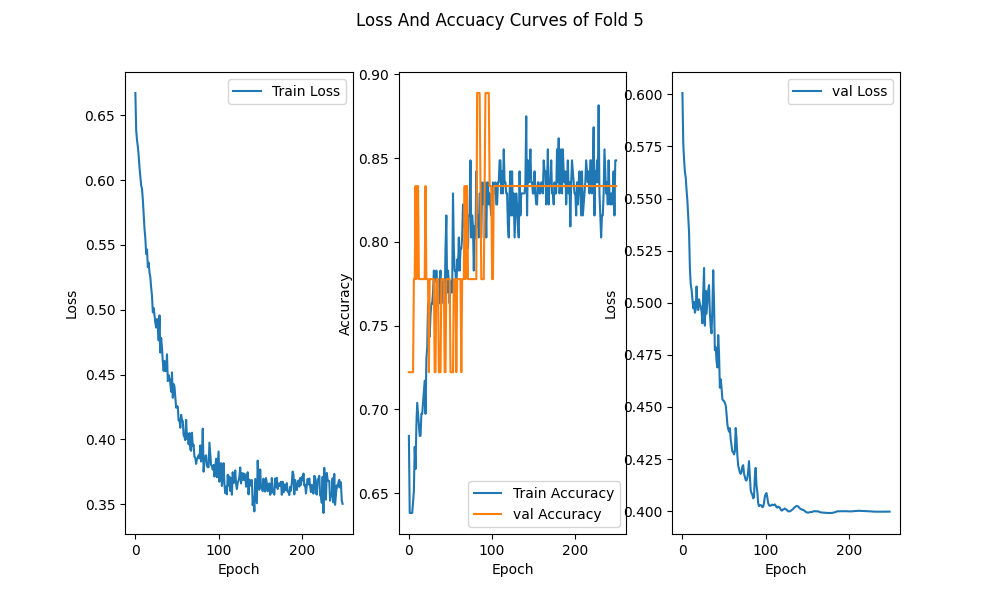 Loss And Accuacy Curves of Fold 5
0.65
0.60
0.55
0.50
0.45
0.40
0.35
Loss
Train Loss
0
100
200
Epoch
0.90
0.85
0.80
0.75
0.70
0.65
Accuracy
Train Accuracy
val Accuracy
0
100
200
Epoch
0.600
0.575
0.550
0.525
0.500
0.475
0.450
0.425
0.400
Loss
val Loss
0
100
200
Epoch